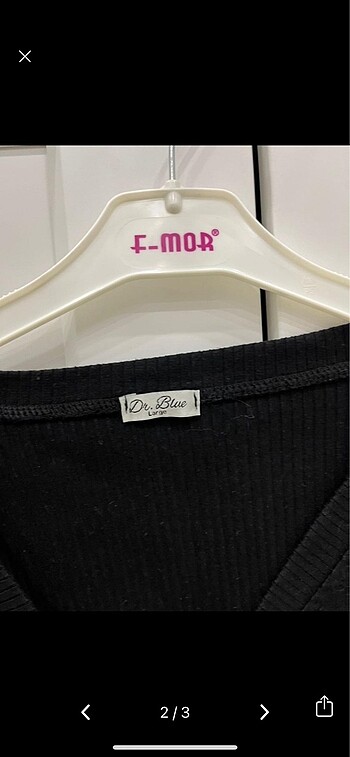 F-MOR®
Dr. Blue
Large
2/3